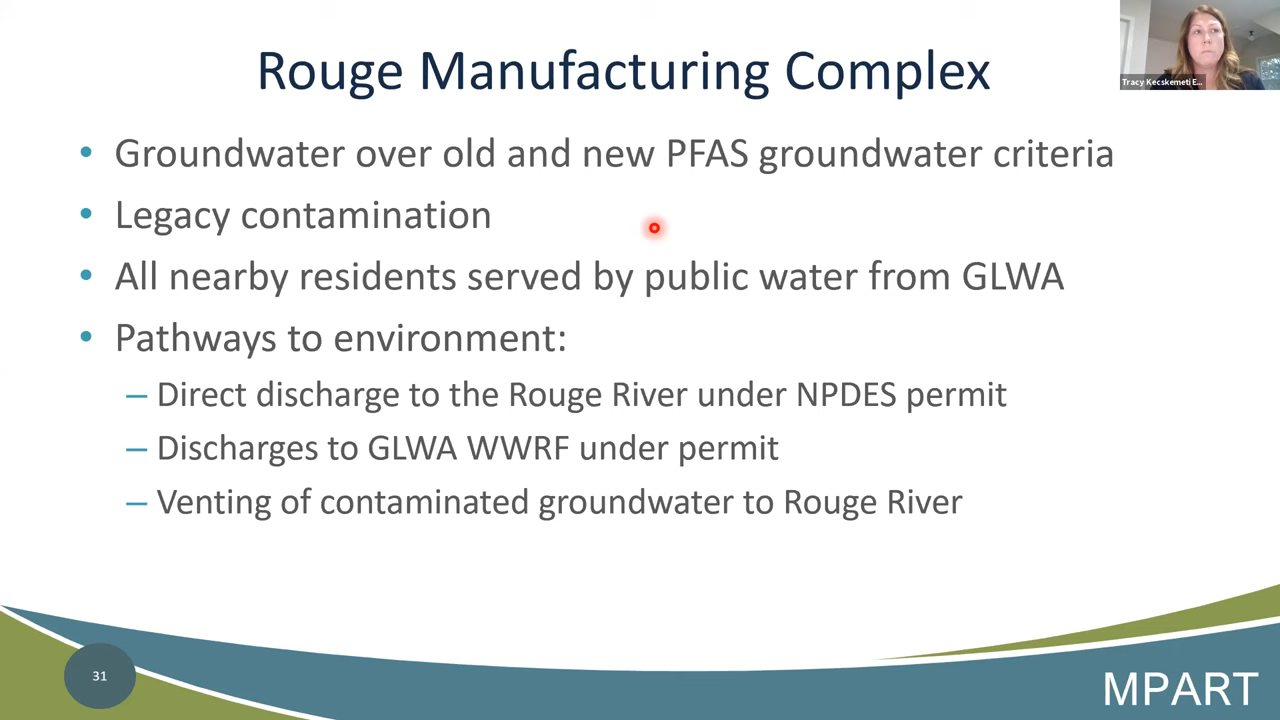 Rouge Manufacturing Complex
Tracy Kecskemeti E...
• Groundwater over old and new PFAS groundwater criteria
• Legacy contamination
• All nearby residents served by public water from GLWA
• Pathways to environment:
– Direct discharge to the Rouge River under NPDES permit
– Discharges to GLWA WWRF under permit
– Venting of contaminated groundwater to Rouge River
31
MPART